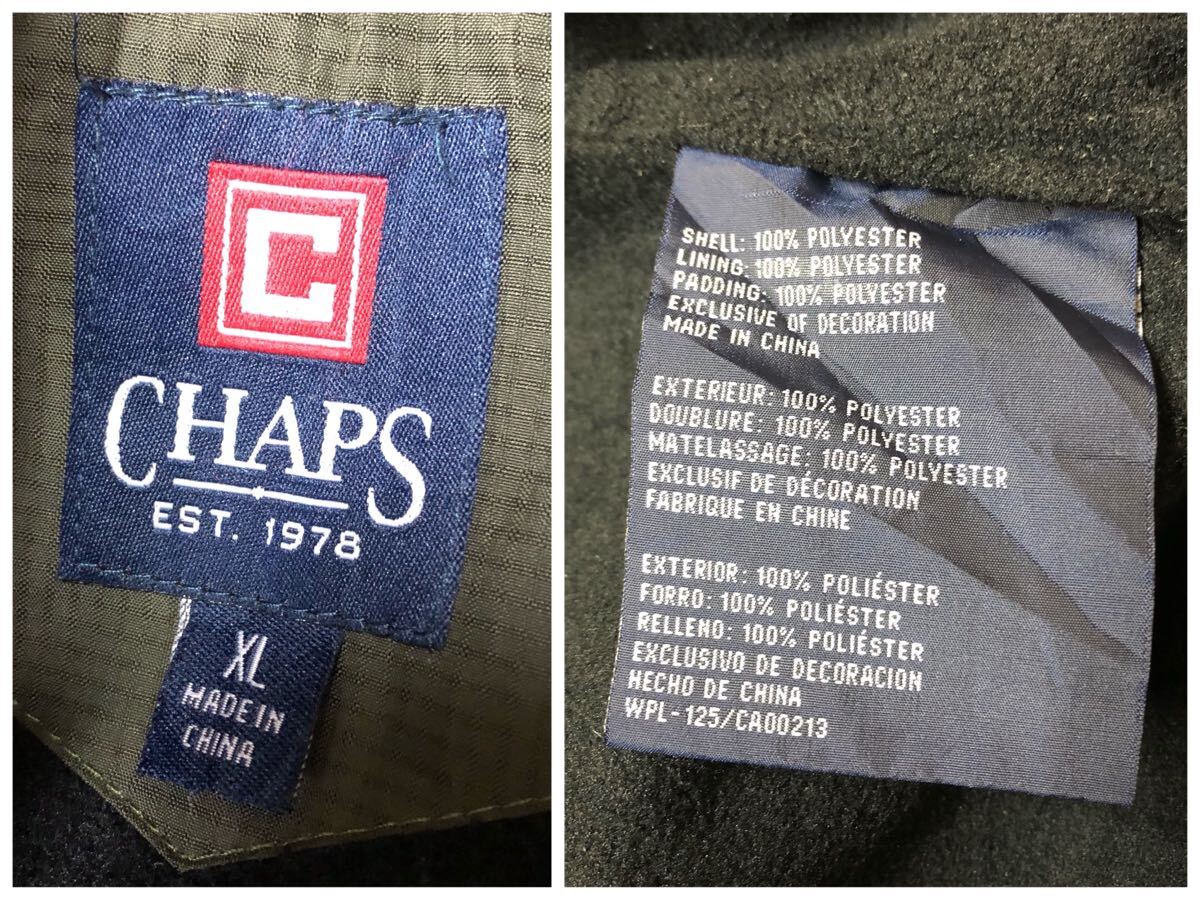 C
CHAPS
EST. 1978
XL
MADE IN
CHINA
SHELL: 100% POLYESTER
LINING: 100% POLYESTER
PADDING: 100% POLYESTER
EXCLUSIVE OF DECORATION
MADE IN CHINA
EXTERIEUR: 100% POLYESTER
DOUBLURE: 100% POLYESTER
MATELASSAGE: 100% POLYESTER
EXCLUSIF DE DÉCORATION
FABRIQUE EN CHINE
EXTERIOR: 100% POLIÉSTER
FORRO: 100% POLIÉSTER
RELLENO: 100% POLIÉSTER
EXCLUSIVO DE DECORACION
HECHO DE CHINA
WPL-125/CA00213